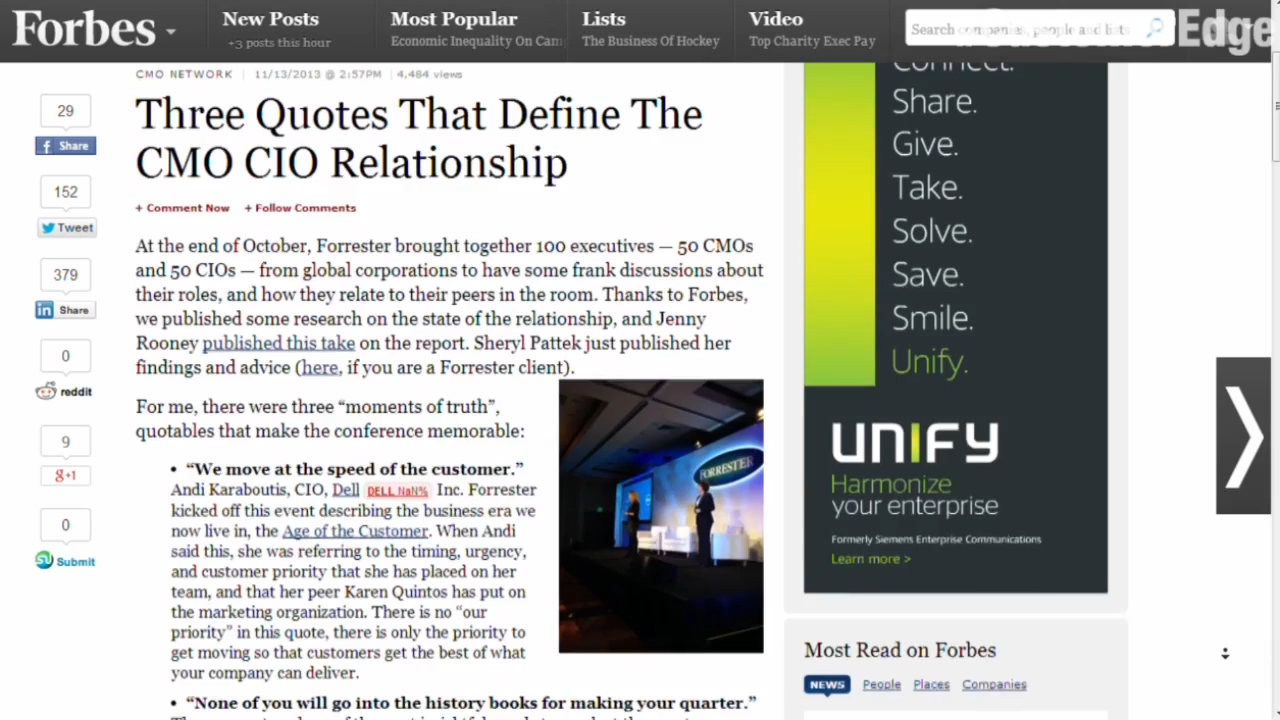 Forbes
New Posts
+3 posts this hour
Most Popular
Economic Inequality On Cam
Lists
The Business Of Hockey
Video
Top Charity Exec Pay
Search companies, people and lists
Edge
CMO NETWORK | 11/13/2013 @ 2:57PM | 4,484 views
Three Quotes That Define The
CMO CIO Relationship
+ Comment Now + Follow Comments
29
Share
152
Tweet
379
in Share
0
reddit
9
g+1
0
Submit
At the end of October, Forrester brought together 100 executives — 50 CMOs
and 50 CIOs — from global corporations to have some frank discussions about
their roles, and how they relate to their peers in the room. Thanks to Forbes,
we published some research on the state of the relationship, and Jenny
Rooney published this take on the report. Sheryl Pattek just published her
findings and advice (here, if you are a Forrester client).
For me, there were three “moments of truth”,
quotables that make the conference memorable:
• “We move at the speed of the customer.”
Andi Karaboutis, CIO, Dell DELL NaN% Inc. Forrester
kicked off this event describing the business era we
now live in, the Age of the Customer. When Andi
said this, she was referring to the timing, urgency,
and customer priority that she has placed on her
team, and that her peer Karen Quintos has put on
the marketing organization. There is no “our
priority” in this quote, there is only the priority to
get moving so that customers get the best of what
your company can deliver.
• “None of you will go into the history books for making your quarter.”
FORRESTER
Connect.
Share.
Give.
Take.
Solve.
Save.
Smile.
Unify.
UNIFY
Harmonize
your enterprise
Formerly Siemens Enterprise Communications
Learn more >
Most Read on Forbes
NEWS People Places Companies